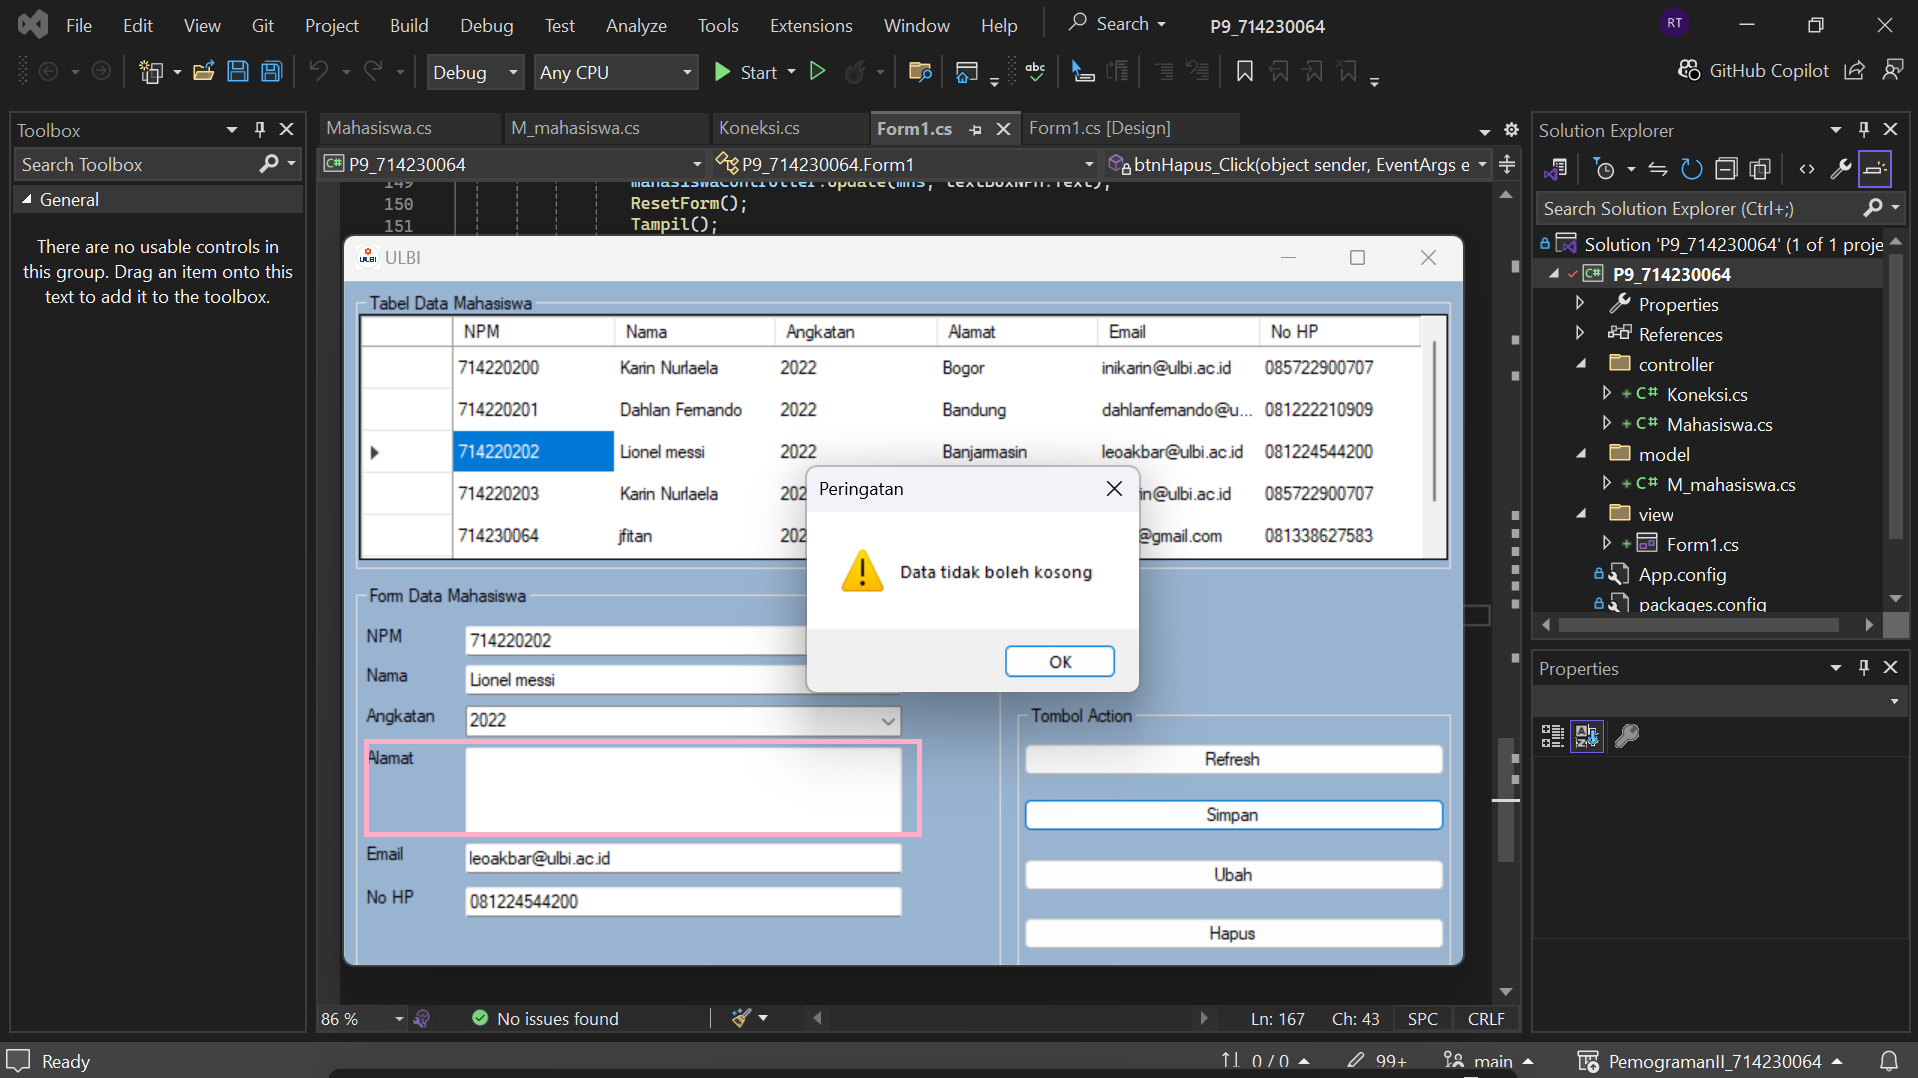 File Edit View Git Project Build Debug Test Analyze Tools Extensions Window Help Search P9_714230064 RT
Debug Any CPU Start abc GitHub Copilot
Toolbox
Search Toolbox
General
There are no usable controls in
this group. Drag an item onto this
text to add it to the toolbox.
Mahasiswa.cs M_mahasiswa.cs Koneksi.cs Form1.cs Form1.cs [Design]
C# P9_714230064 P9_714230064.Form1 btnHapus_Click(object sender, EventArgs e
149
150 ResetForm();
151 Tampil();
ULBI ULBI
Tabel Data Mahasiswa
NPM Nama Angkatan Alamat Email No HP
714220200 Karin Nurlaela 2022 Bogor inikarin@ulbi.ac.id 085722900707
714220201 Dahlan Fernando 2022 Bandung dahlanfernando@u... 081222210909
714220202 Lionel messi 2022 Banjarmasin leoakbar@ulbi.ac.id 081224544200
714220203 Karin Nurlaela 202 in@ulbi.ac.id 085722900707
714230064 jfitan 202 @gmail.com 081338627583
Peringatan
Data tidak boleh kosong
OK
Form Data Mahasiswa
NPM 714220202
Nama Lionel messi
Angkatan 2022
Alamat
Email leoakbar@ulbi.ac.id
No HP 081224544200
Tombol Action
Refresh
Simpan
Ubah
Hapus
86 % No issues found Ln: 167 Ch: 43 SPC CRLF
Solution Explorer
Search Solution Explorer (Ctrl+;)
Solution 'P9_714230064' (1 of 1 proje
C# P9_714230064
Properties
References
controller
C# Koneksi.cs
C# Mahasiswa.cs
model
C# M_mahasiswa.cs
view
Form1.cs
App.config
packages.config
Properties
Ready 0 / 0 99+ main PemogramanII_714230064